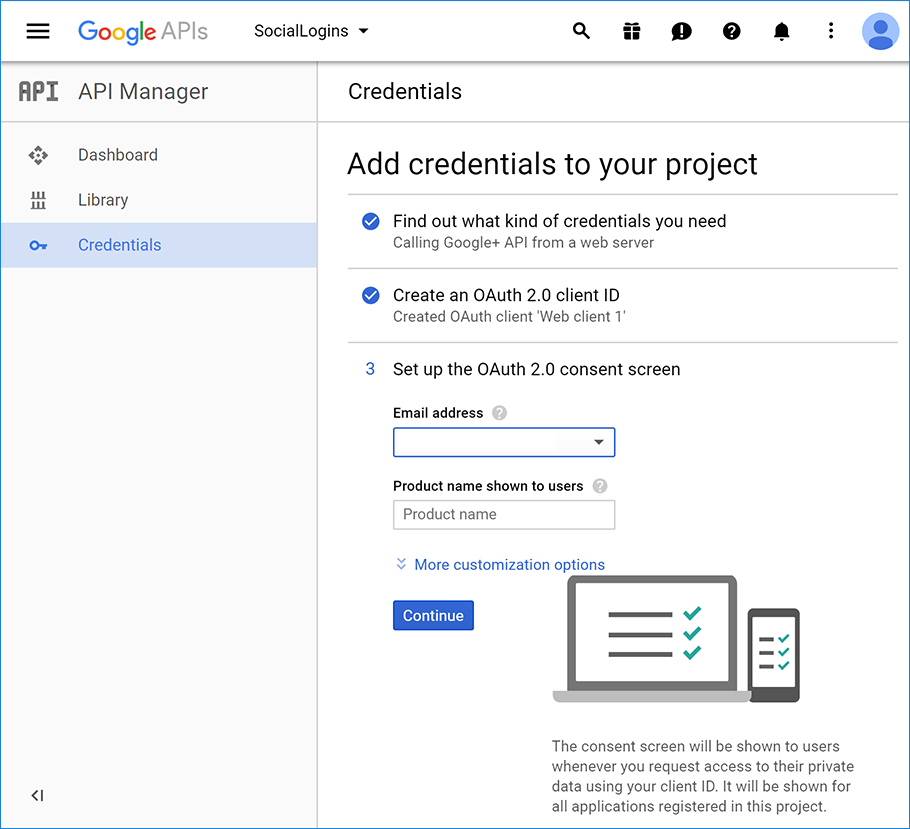 Google APIs
SocialLogins
API API Manager
Credentials
Dashboard
Library
Credentials
Add credentials to your project
Find out what kind of credentials you need
Calling Google+ API from a web server
Create an OAuth 2.0 client ID
Created OAuth client 'Web client 1'
3 Set up the OAuth 2.0 consent screen
Email address ?
Product name shown to users ?
Product name
More customization options
Continue
The consent screen will be shown to users
whenever you request access to their private
data using your client ID. It will be shown for
all applications registered in this project.